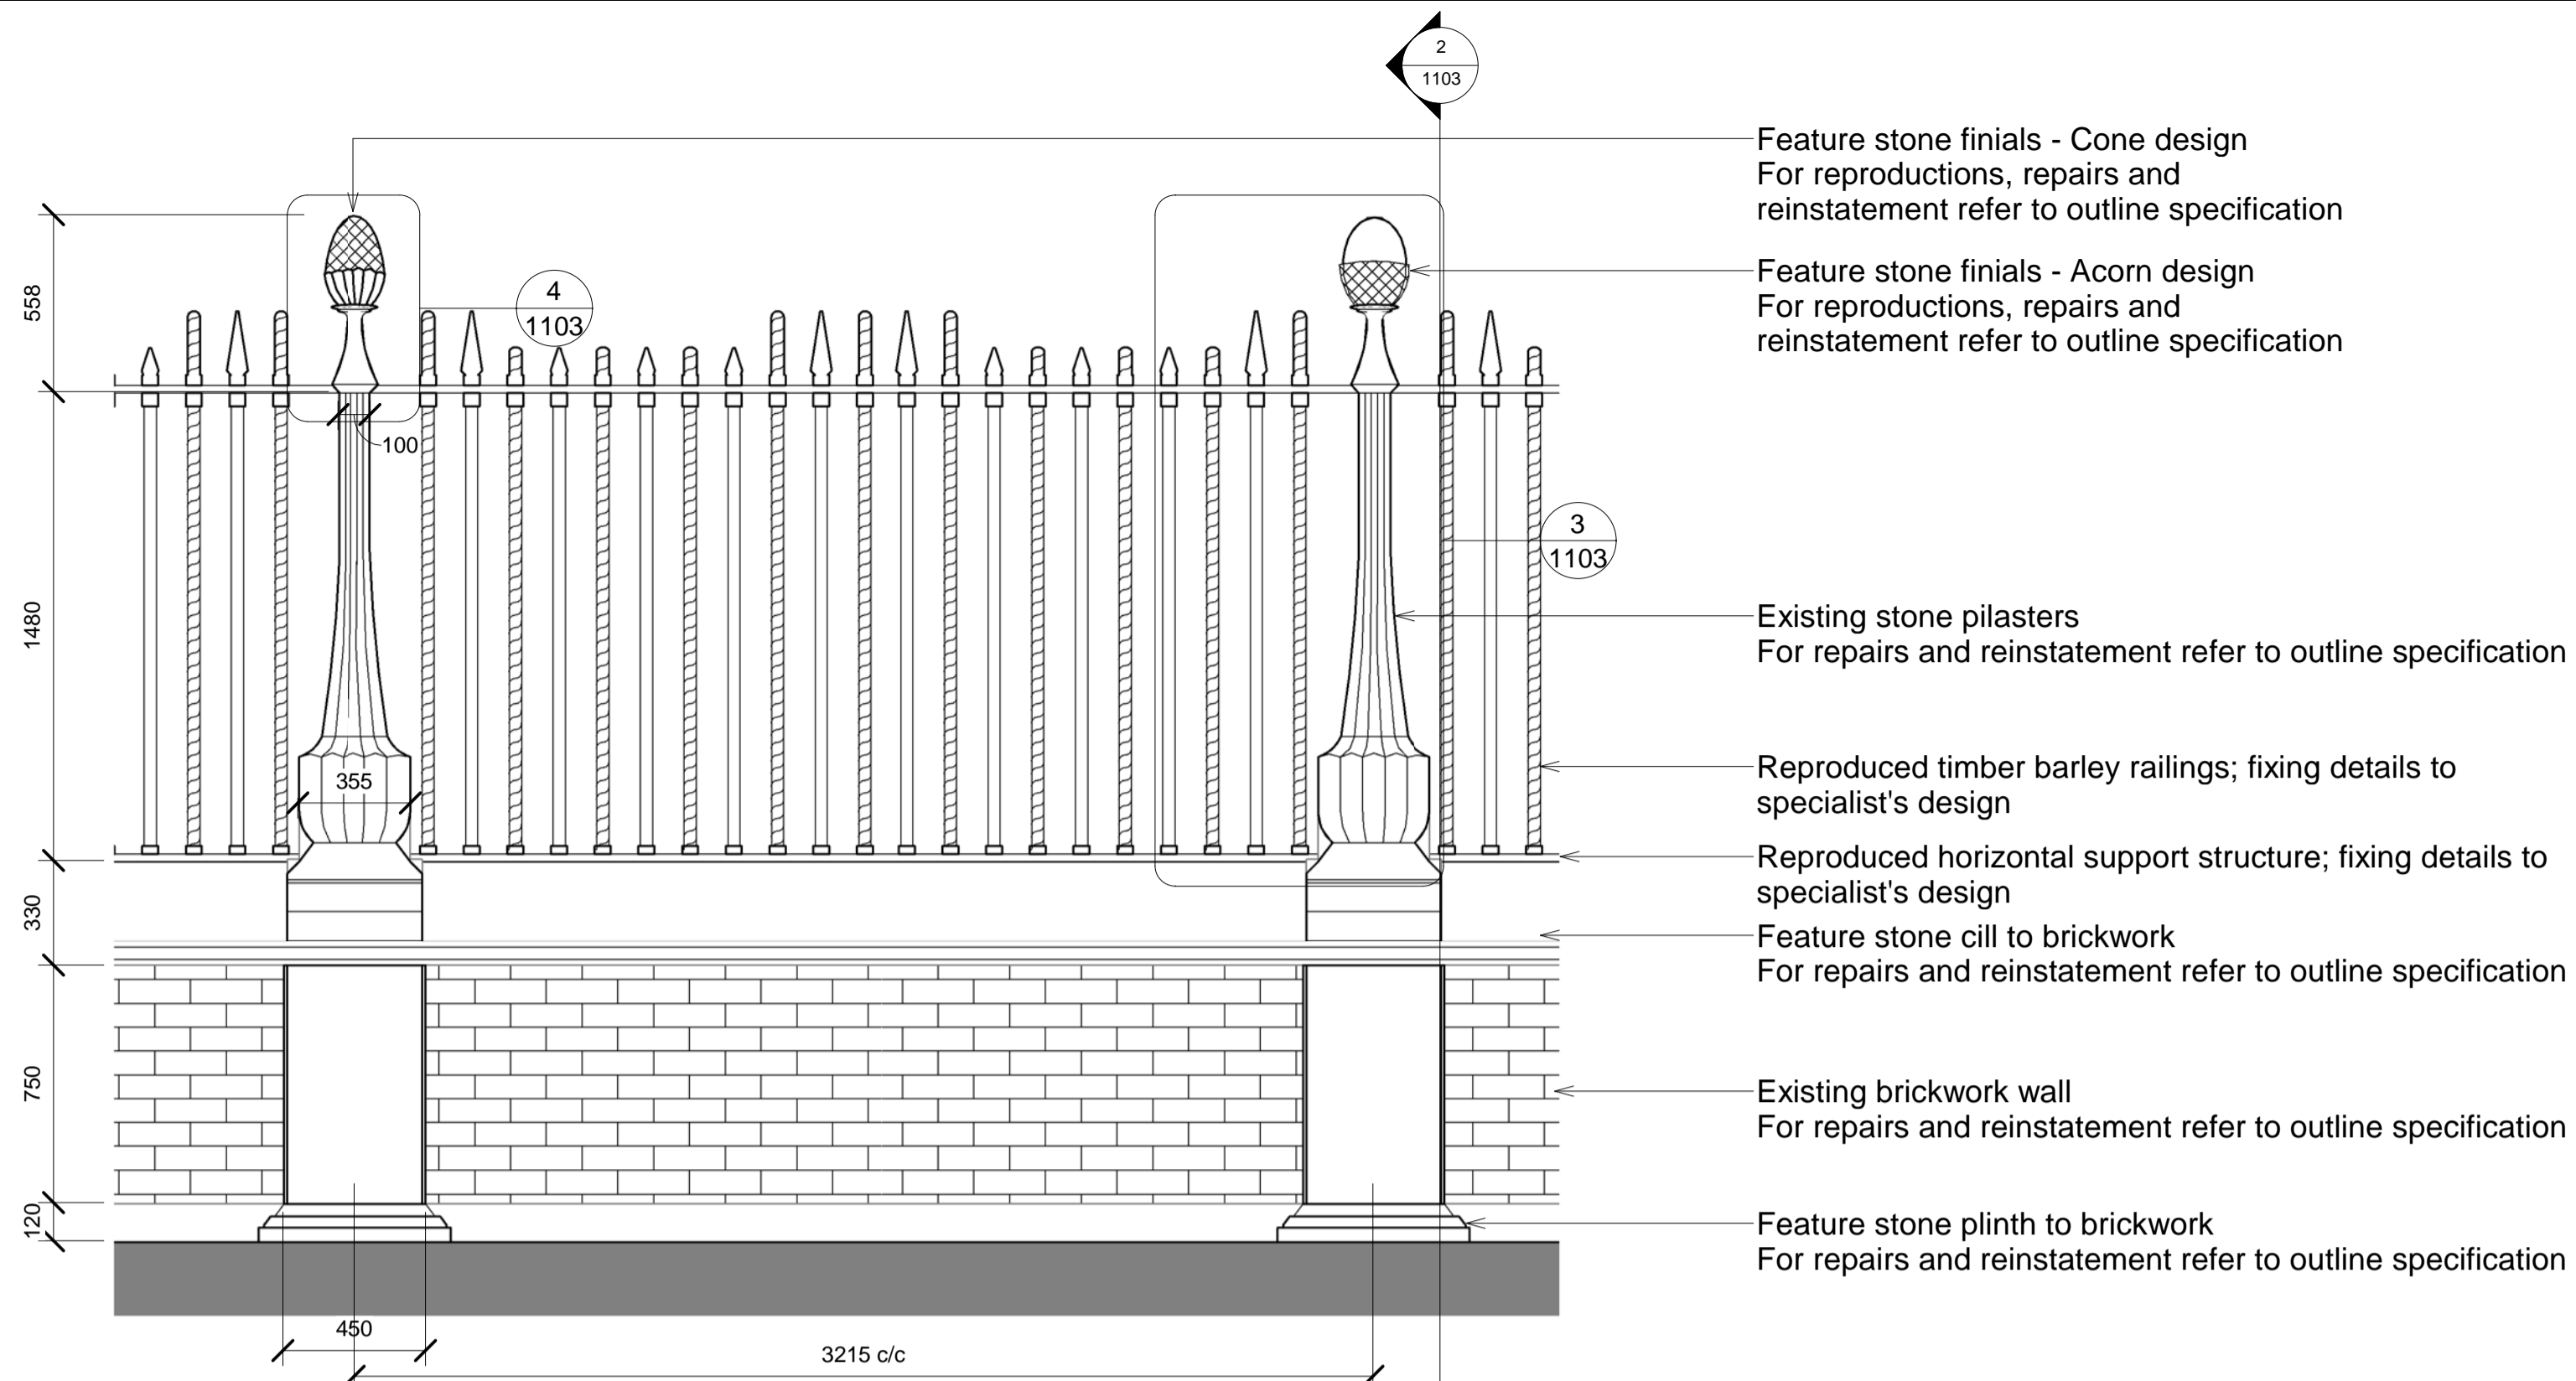 2
1103
Feature stone finials - Cone design
For reproductions, repairs and
reinstatement refer to outline specification
Feature stone finials - Acorn design
For reproductions, repairs and
reinstatement refer to outline specification
558
4
1103
100
3
1103
1480
Existing stone pilasters
For repairs and reinstatement refer to outline specification
355
Reproduced timber barley railings; fixing details to
specialist's design
Reproduced horizontal support structure; fixing details to
specialist's design
330
Feature stone cill to brickwork
For repairs and reinstatement refer to outline specification
750
Existing brickwork wall
For repairs and reinstatement refer to outline specification
120
Feature stone plinth to brickwork
For repairs and reinstatement refer to outline specification
450
3215 c/c